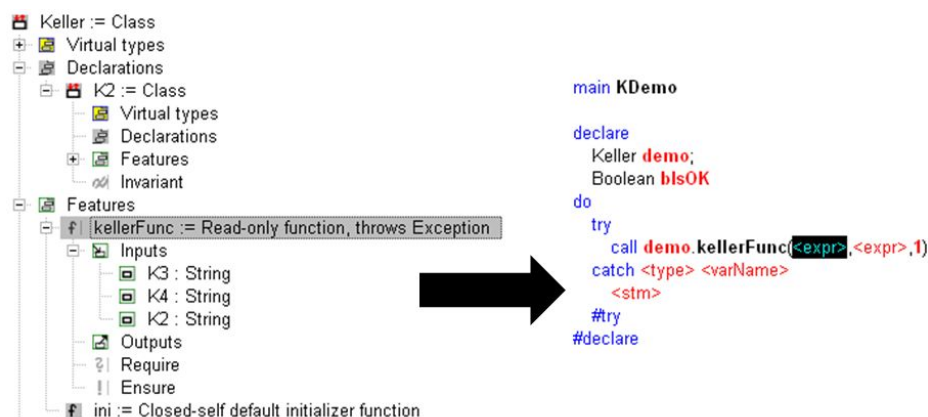 Keller := Class
Virtual types
Declarations
K2 := Class
Virtual types
Declarations
Features
Invariant
Features
kellerFunc := Read-only function, throws Exception
Inputs
K3 : String
K4 : String
K2 : String
Outputs
Require
Ensure
ini := Closed-self default initializer function
main KDemo
declare
Keller demo;
Boolean bIsOK
do
try
call demo.kellerFunc(<expr>,<expr>,1)
catch <type> <varName>
<stm>
#try
#declare